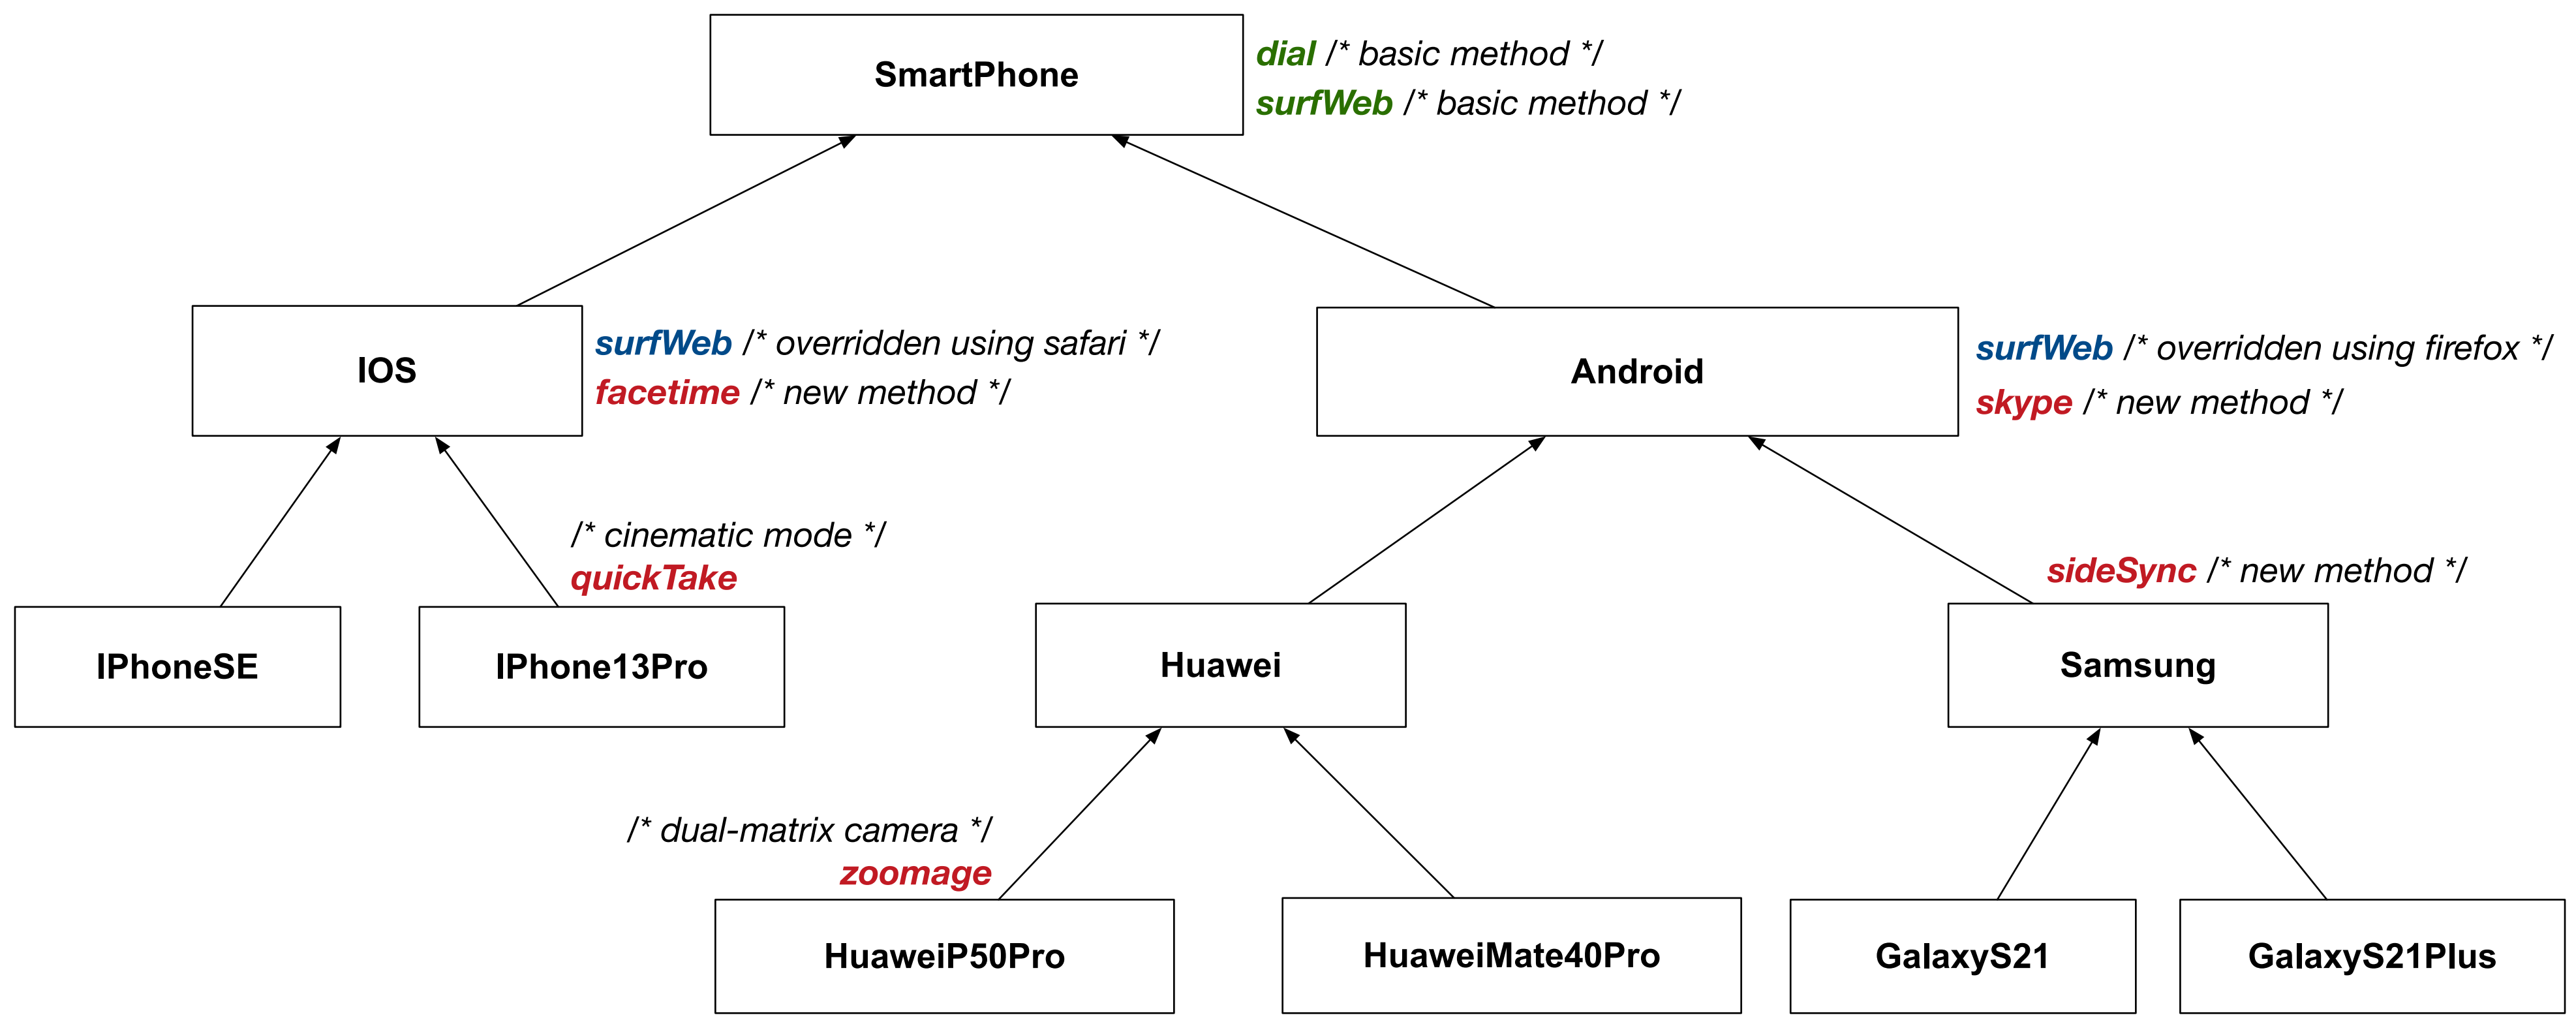 SmartPhone
dial /* basic method */
surfWeb /* basic method */
IOS
surfWeb /* overridden using safari */
facetime /* new method */
Android
surfWeb /* overridden using firefox */
skype /* new method */
/* cinematic mode */
quickTake
sideSync /* new method */
IPhoneSE
IPhone13Pro
Huawei
Samsung
/* dual-matrix camera */
zoomage
HuaweiP50Pro
HuaweiMate40Pro
GalaxyS21
GalaxyS21Plus